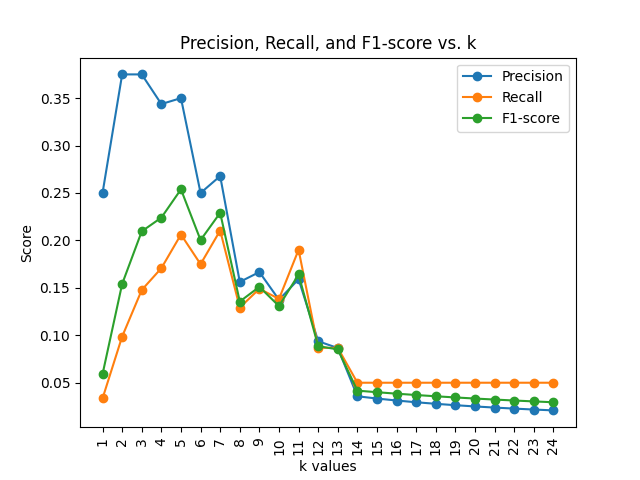 Precision, Recall, and F1-score vs. k
Precision
Recall
F1-score
Score
0.35
0.30
0.25
0.20
0.15
0.10
0.05
1 2 3 4 5 6 7 8 9 10 11 12 13 14 15 16 17 18 19 20 21 22 23 24
k values